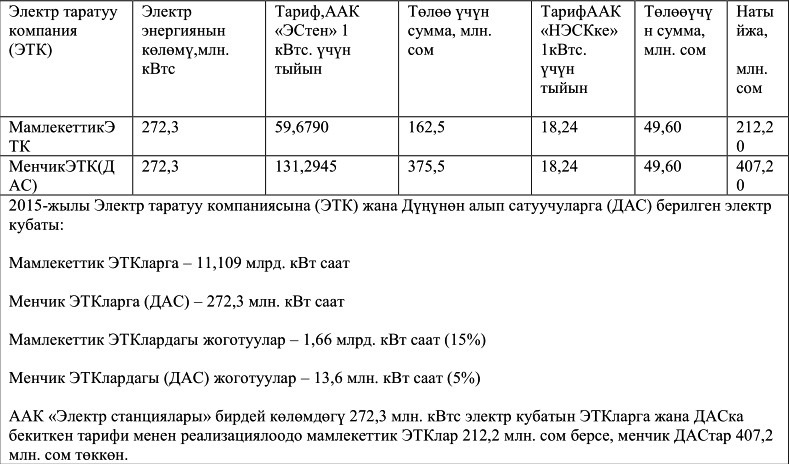 Электр таратуу компания (ЭТК)
Электр энергиянын көлөмү,млн. кВтс
Тариф,ААК «ЭСтен» 1 кВтс. үчүн тыйын
Төлөө үчүн сумма, млн. сом
ТарифААК «НЭСКке» 1кВтс. үчүн тыйын
Төлөөүчүн сумма, млн. сом
Натыйжа, млн. сом
МамлекеттикЭТК 272,3 59,6790 162,5 18,24 49,60 212,20
МенчикЭТК(ДАС) 272,3 131,2945 375,5 18,24 49,60 407,20
2015-жылы Электр таратуу компаниясына (ЭТК) жана Дүңүнөн алып сатуучуларга (ДАС) берилген электр
кубаты:
Мамлекеттик ЭТКларга – 11,109 млрд. кВт саат
Менчик ЭТКларга (ДАС) – 272,3 млн. кВт саат
Мамлекеттик ЭТКлардагы жоготуулар – 1,66 млрд. кВт саат (15%)
Менчик ЭТКлардагы (ДАС) жоготуулар – 13,6 млн. кВт саат (5%)
ААК «Электр станциялары» бирдей көлөмдөгү 272,3 млн. кВтс электр кубатын ЭТКларга жана ДАСка
бекиткен тарифи менен реализациялоодо мамлекеттик ЭТКлар 212,2 млн. сом берсе, менчик ДАСтар 407,2
млн. сом төккөн.